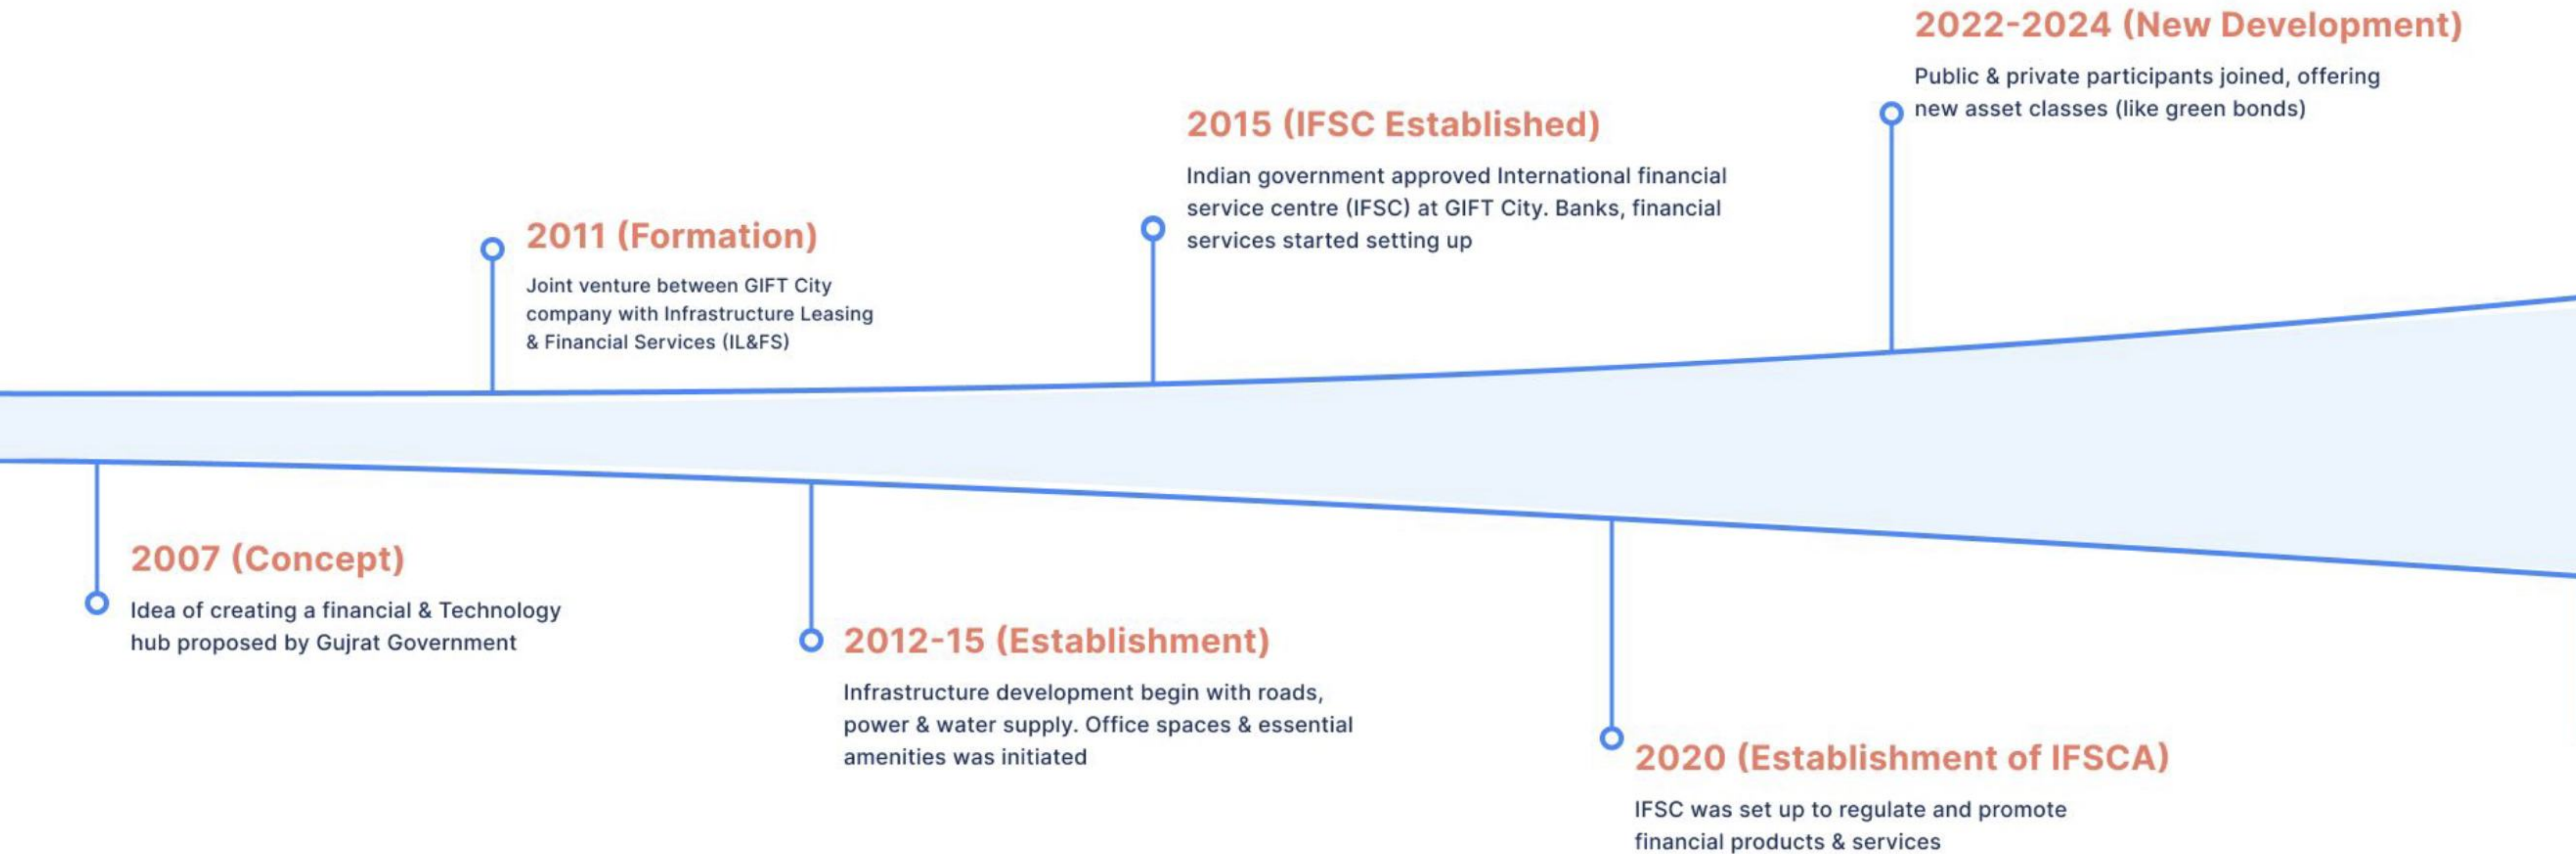 2022-2024 (New Development)
Public & private participants joined, offering
new asset classes (like green bonds)
2015 (IFSC Established)
Indian government approved International financial
service centre (IFSC) at GIFT City. Banks, financial
services started setting up
2011 (Formation)
Joint venture between GIFT City
company with Infrastructure Leasing
& Financial Services (IL&FS)
2007 (Concept)
Idea of creating a financial & Technology
hub proposed by Gujrat Government
2012-15 (Establishment)
Infrastructure development begin with roads,
power & water supply. Office spaces & essential
amenities was initiated
2020 (Establishment of IFSCA)
IFSC was set up to regulate and promote
financial products & services